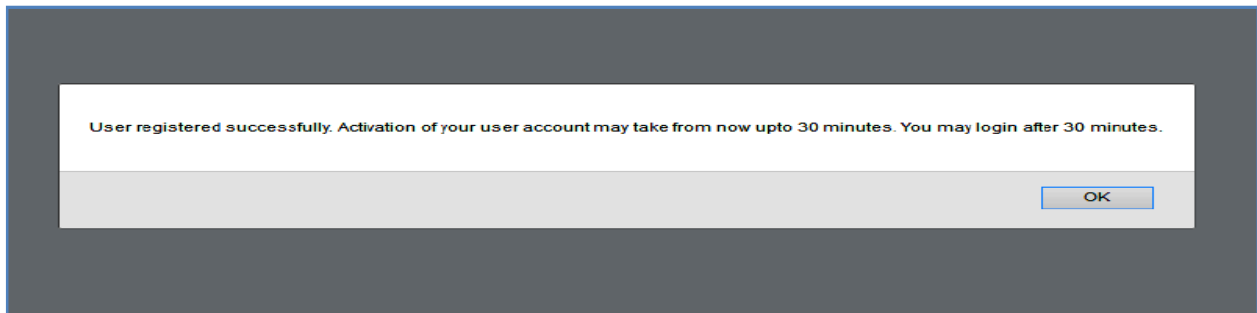 User registered successfully. Activation of your user account may take from now upto 30 minutes. You may login after 30 minutes.
OK